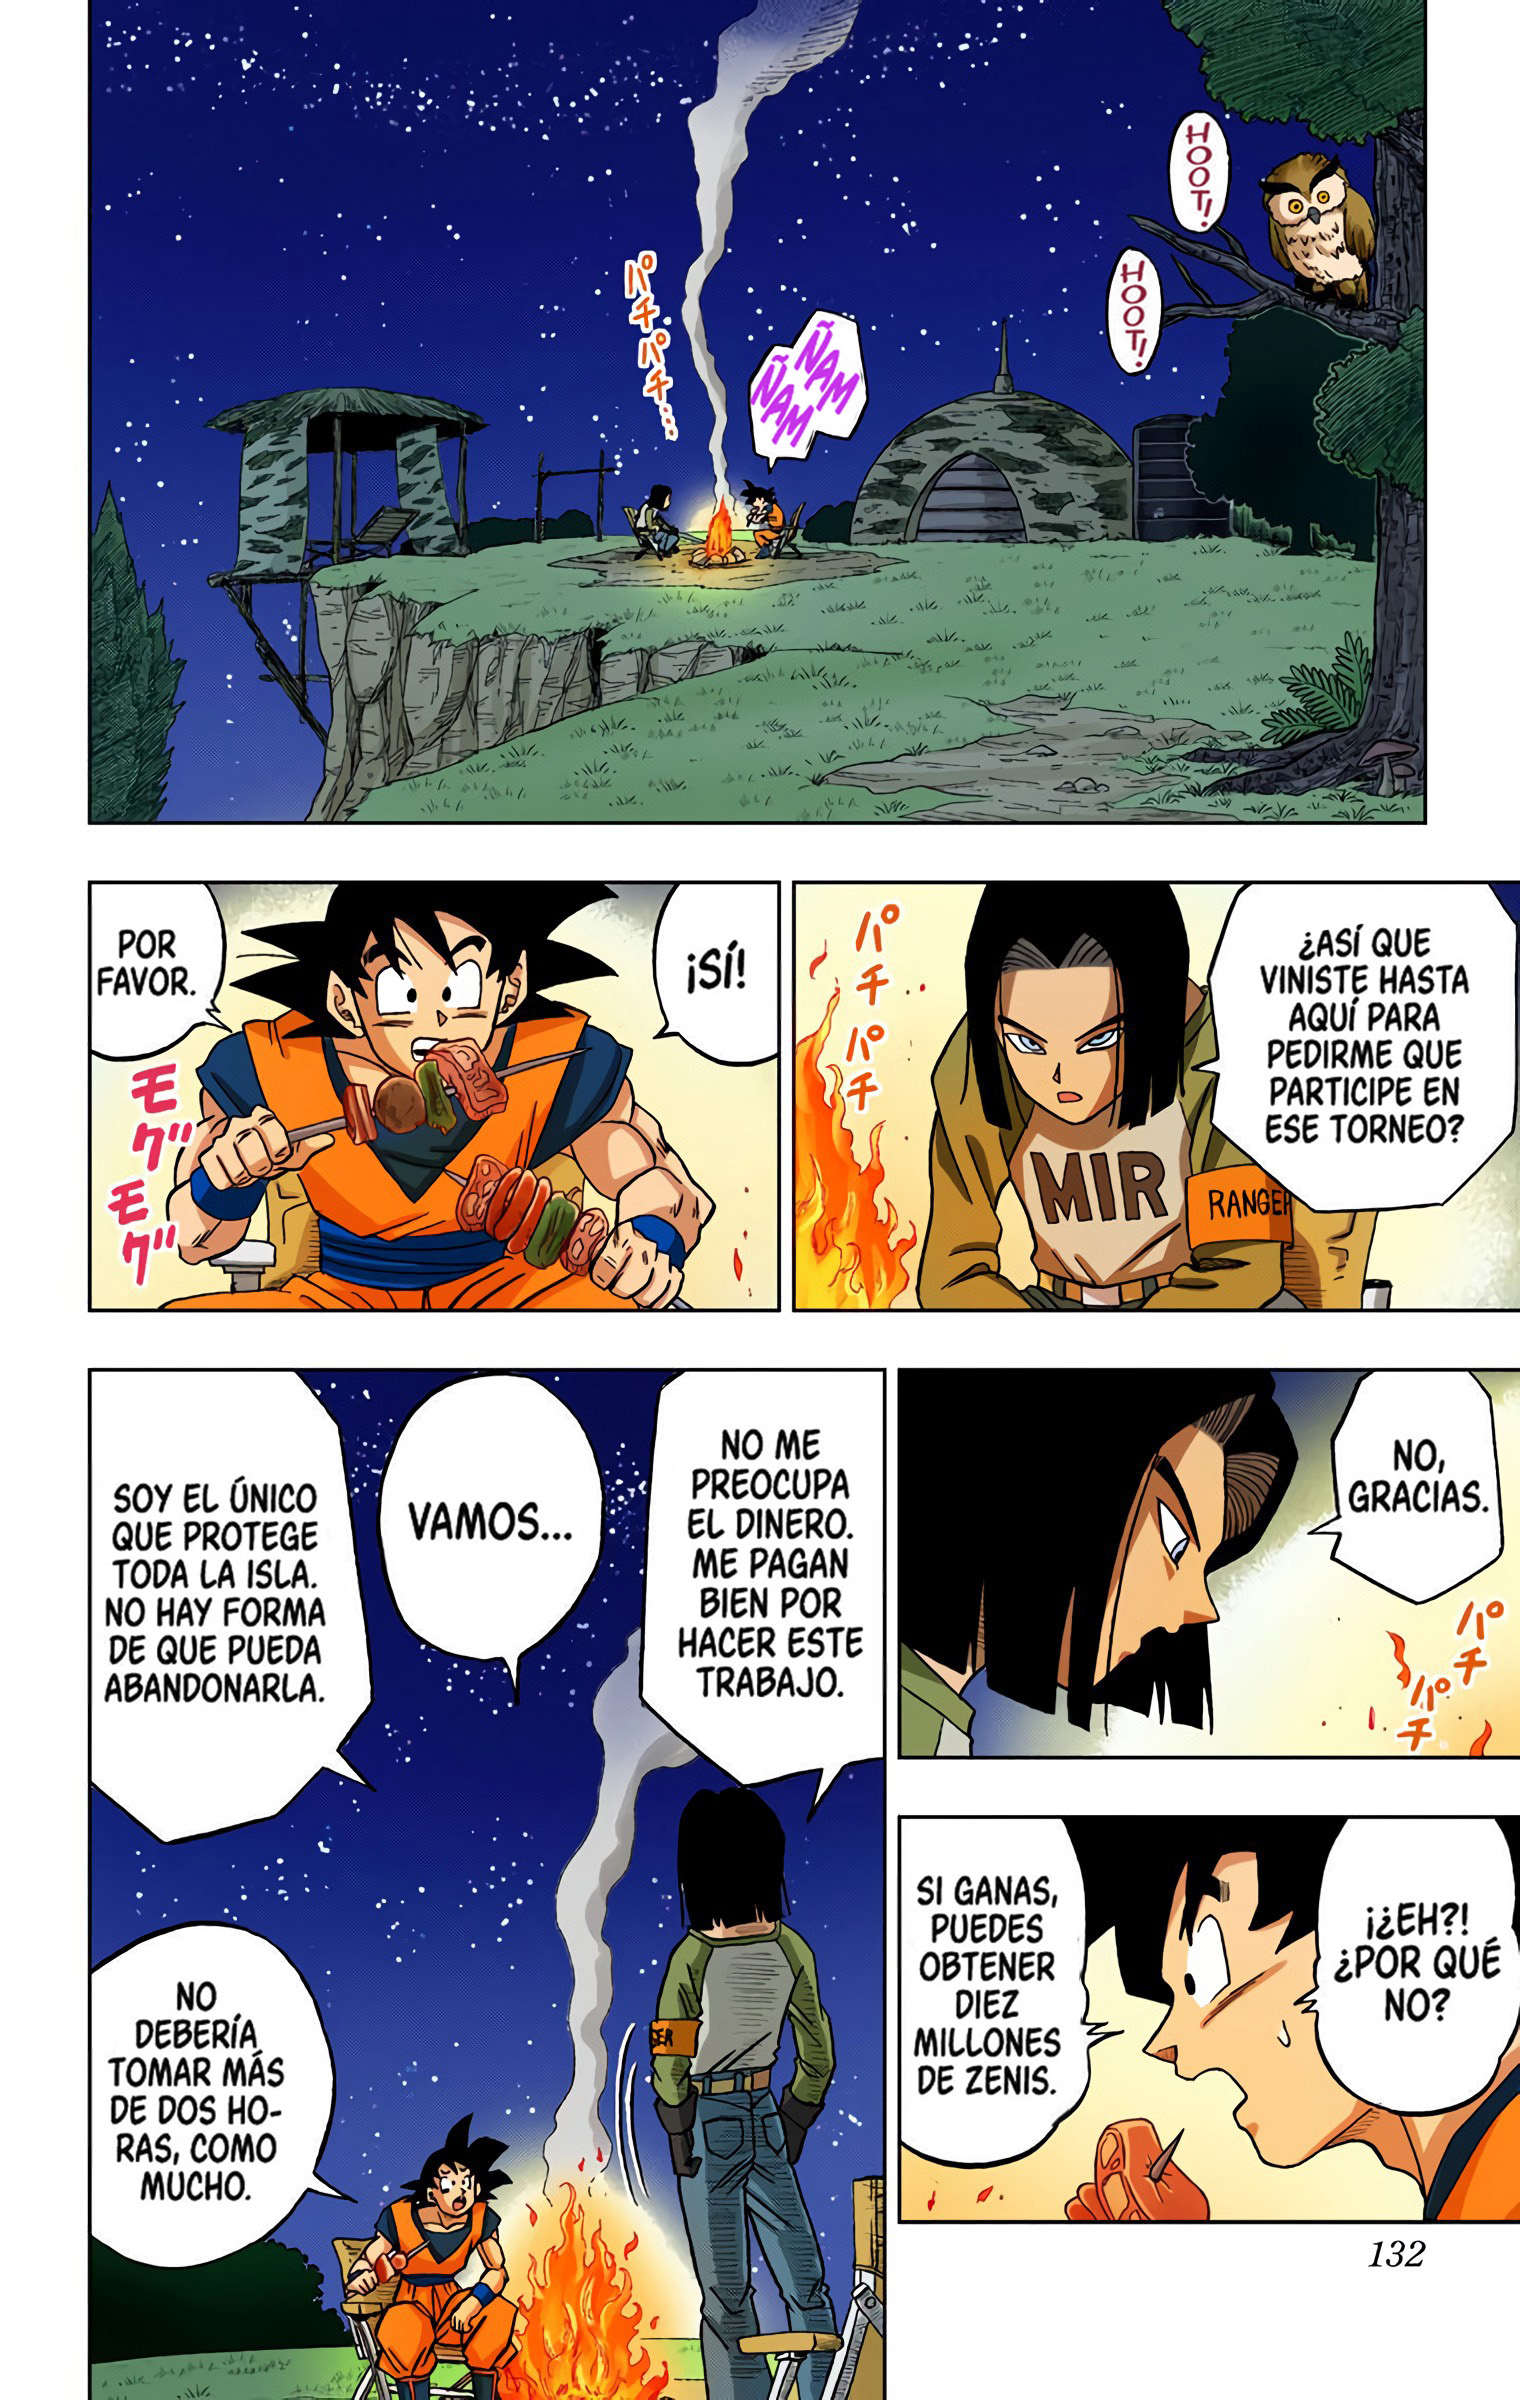 HOOT!
HOOT!
ÑAM
ÑAM
パチパチ…
¿ASÍ QUE
VINISTE HASTA
AQUÍ PARA
PEDIRME QUE
PARTICIPE EN
ESE TORNEO?
パチ
パチ
MIR
RANGER
¡SÍ!
POR
FAVOR.
モグ
モグ
NO,
GRACIAS.
パチ
パチ
¡¿EH?!
¿POR QUÉ
NO?
SI GANAS,
PUEDES
OBTENER
DIEZ
MILLONES
DE ZENIS.
NO ME
PREOCUPA
EL DINERO.
ME PAGAN
BIEN POR
HACER ESTE
TRABAJO.
VAMOS...
SOY EL ÚNICO
QUE PROTEGE
TODA LA ISLA.
NO HAY FORMA
DE QUE PUEDA
ABANDONARLA.
NO
DEBERÍA
TOMAR MÁS
DE DOS HO-
RAS, COMO
MUCHO.
GER
132